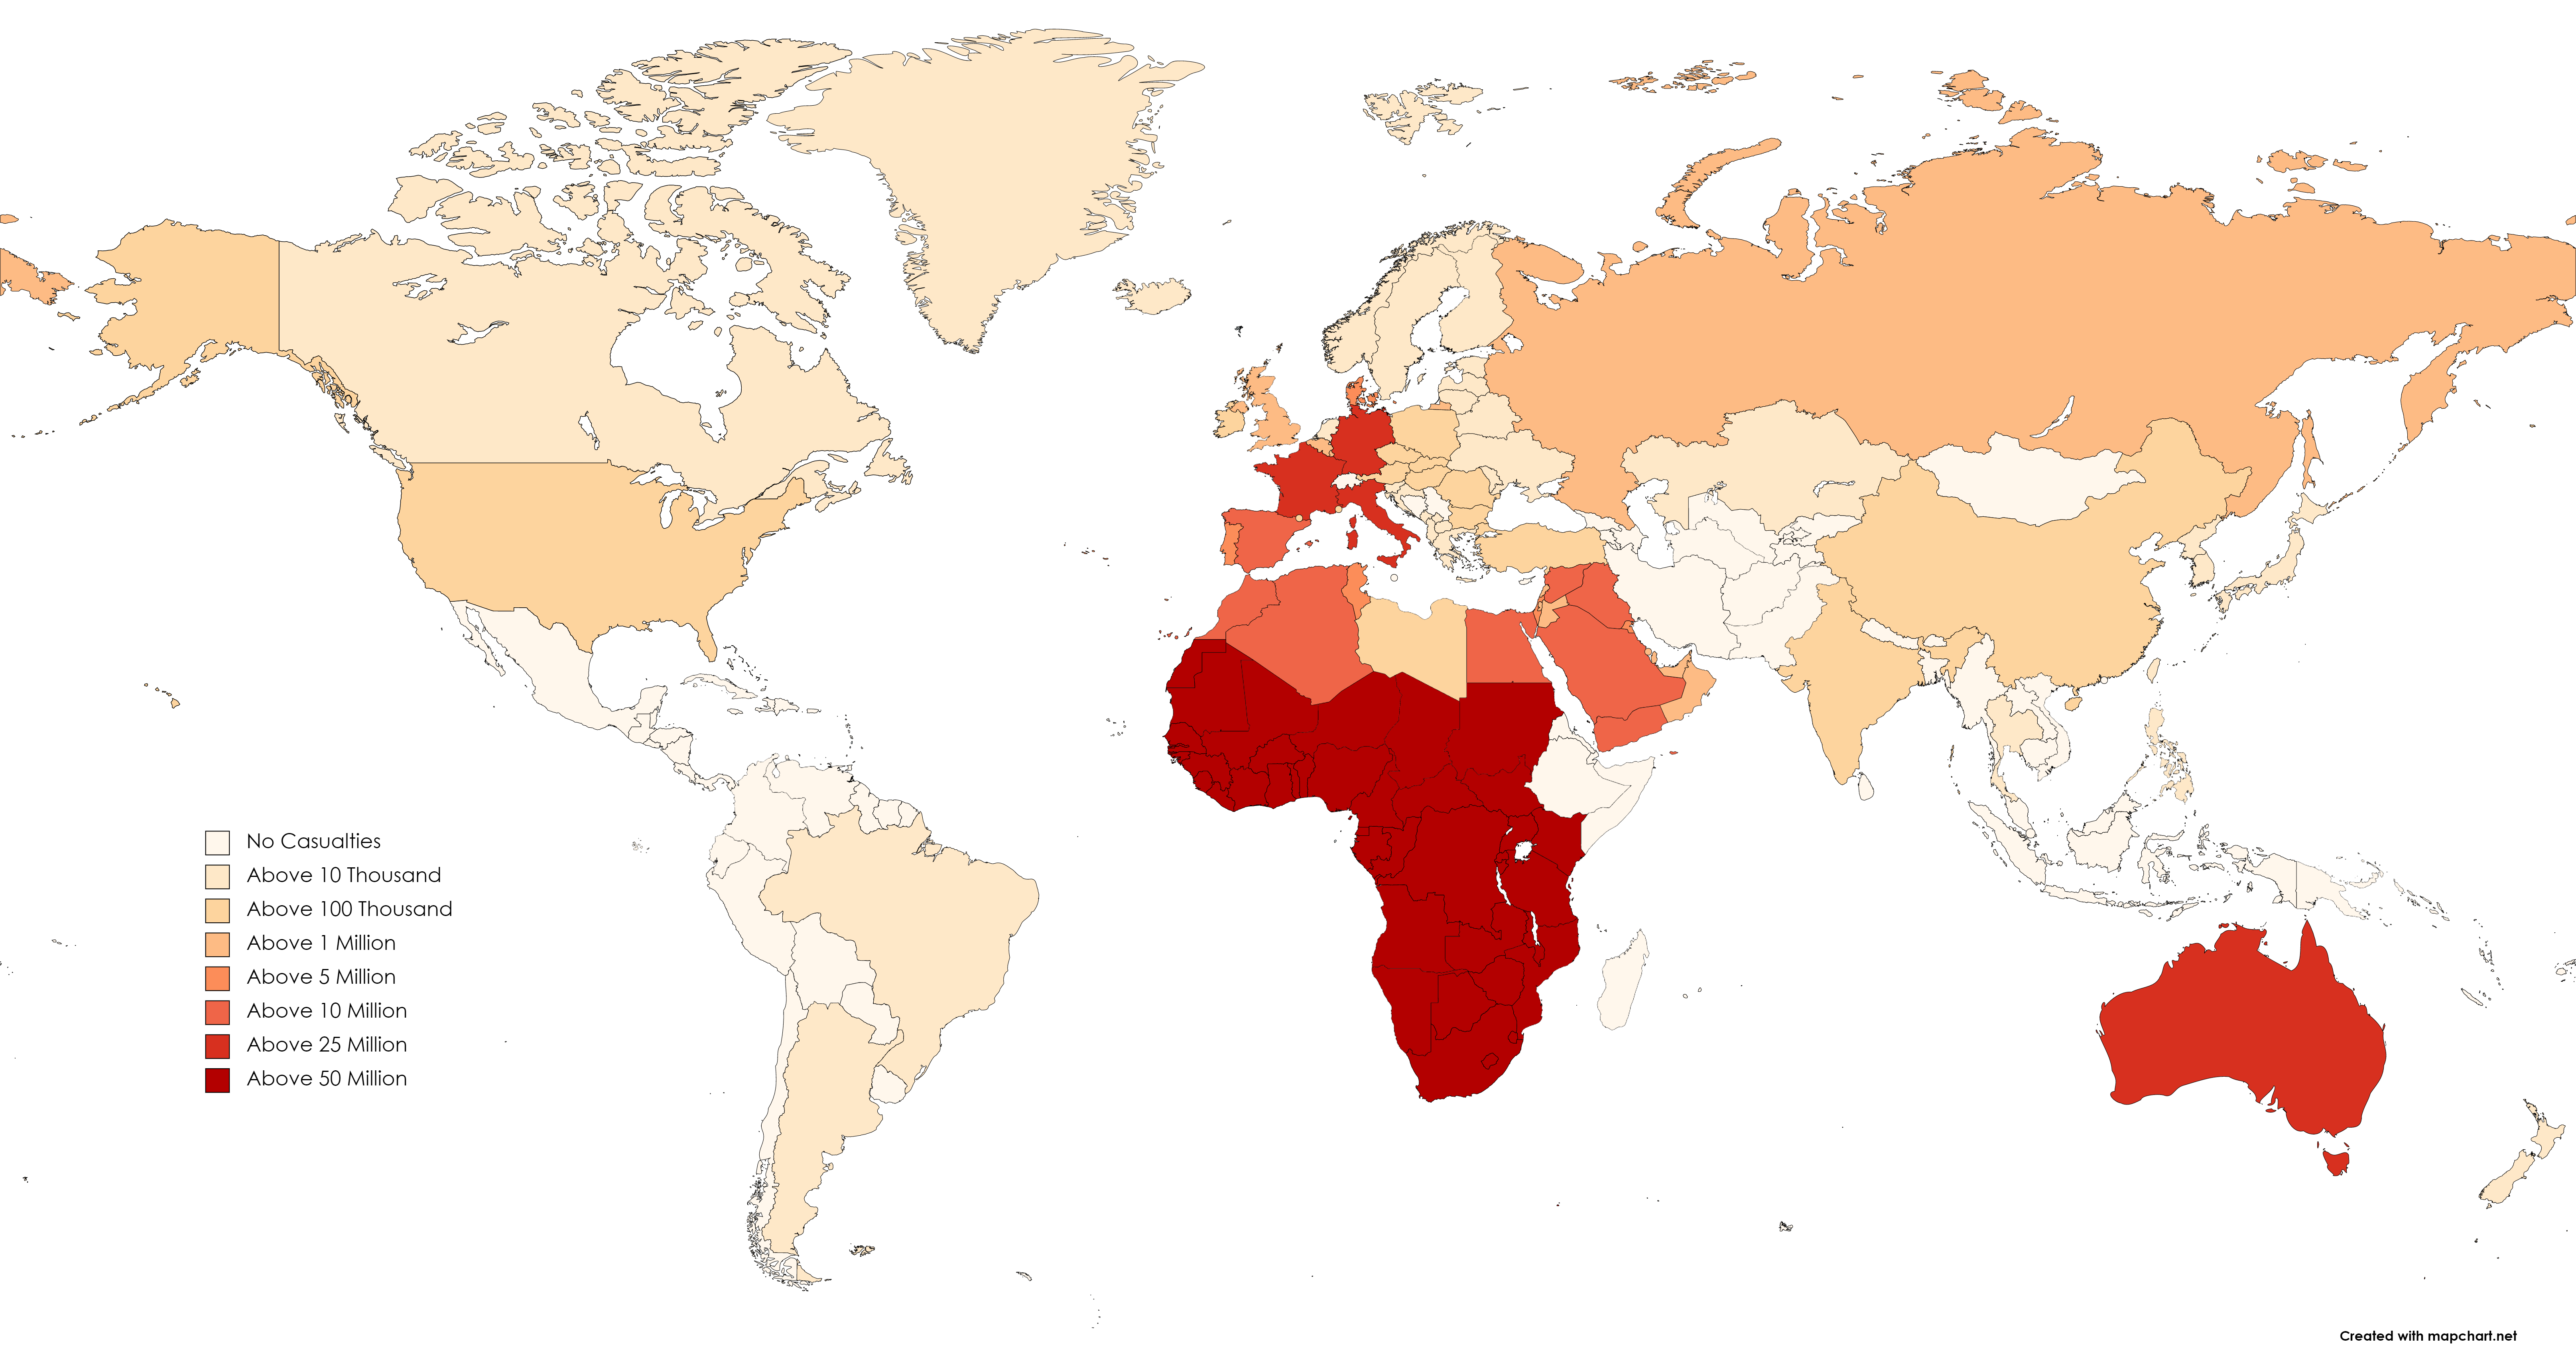 No Casualties
Above 10 Thousand
Above 100 Thousand
Above 1 Million
Above 5 Million
Above 10 Million
Above 25 Million
Above 50 Million
Created with mapchart.net